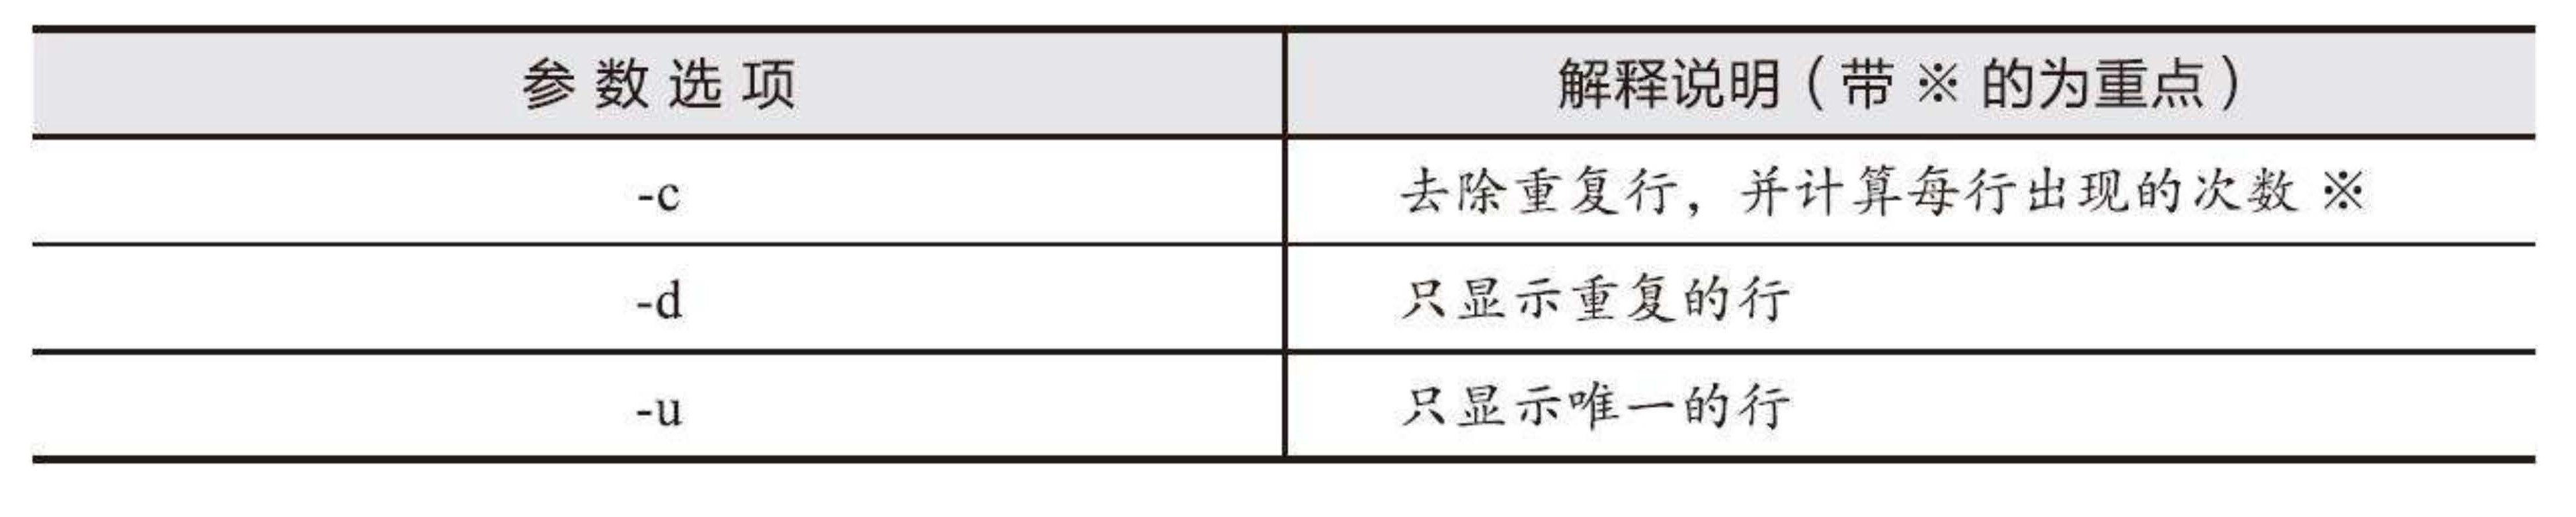 参数选项 解释说明（带※的为重点）
-c 去除重复行，并计算每行出现的次数※
-d 只显示重复的行
-u 只显示唯一的行